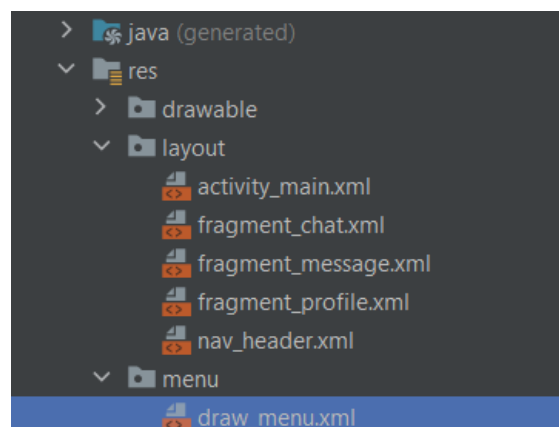 java (generated)
res
drawable
layout
activity_main.xml
fragment_chat.xml
fragment_message.xml
fragment_profile.xml
nav_header.xml
menu
draw_menu.xml